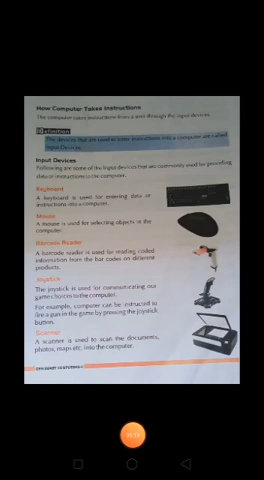 How Computer Takes Instructions
The computer takes instructions from a user through the input devices.
Definition
The devices that are used to enter instructions into a computer are called
Input Devices.
Input Devices
Following are some of the input devices that are commonly used for providing
data or instructions to the computer.
Keyboard
A keyboard is used for entering data or
instructions into a computer.
Mouse
A mouse is used for selecting objects in the
computer.
Barcode Reader
A barcode reader is used for reading coded
information from the bar codes on different
products.
Joystick
The joystick is used for communicating our
game choices to the computer.
For example, computer can be instructed to
fire a gun in the game by pressing the joystick
button.
Scanner
A scanner is used to scan the documents,
photos, maps etc. into the computer.